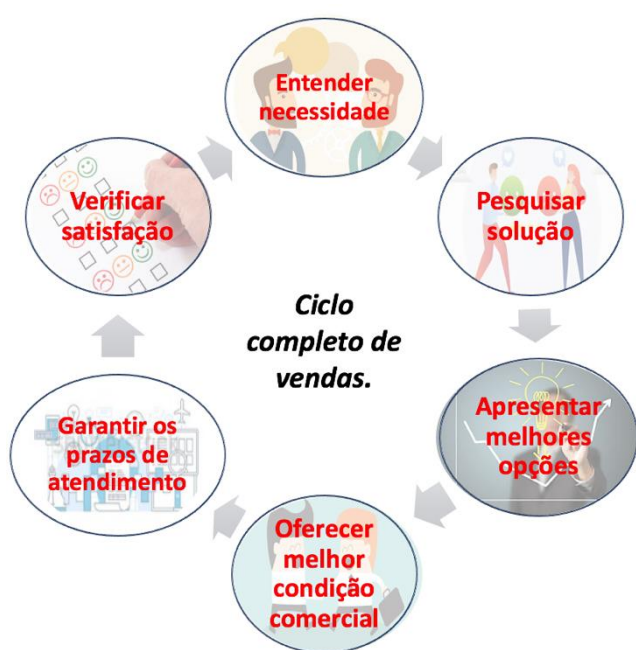 Entender
necessidade
Pesquisar
solução
Apresentar
melhores
opções
Oferecer
melhor
condição
comercial
Garantir os
prazos de
atendimento
Verificar
satisfação
Ciclo
completo de
vendas.